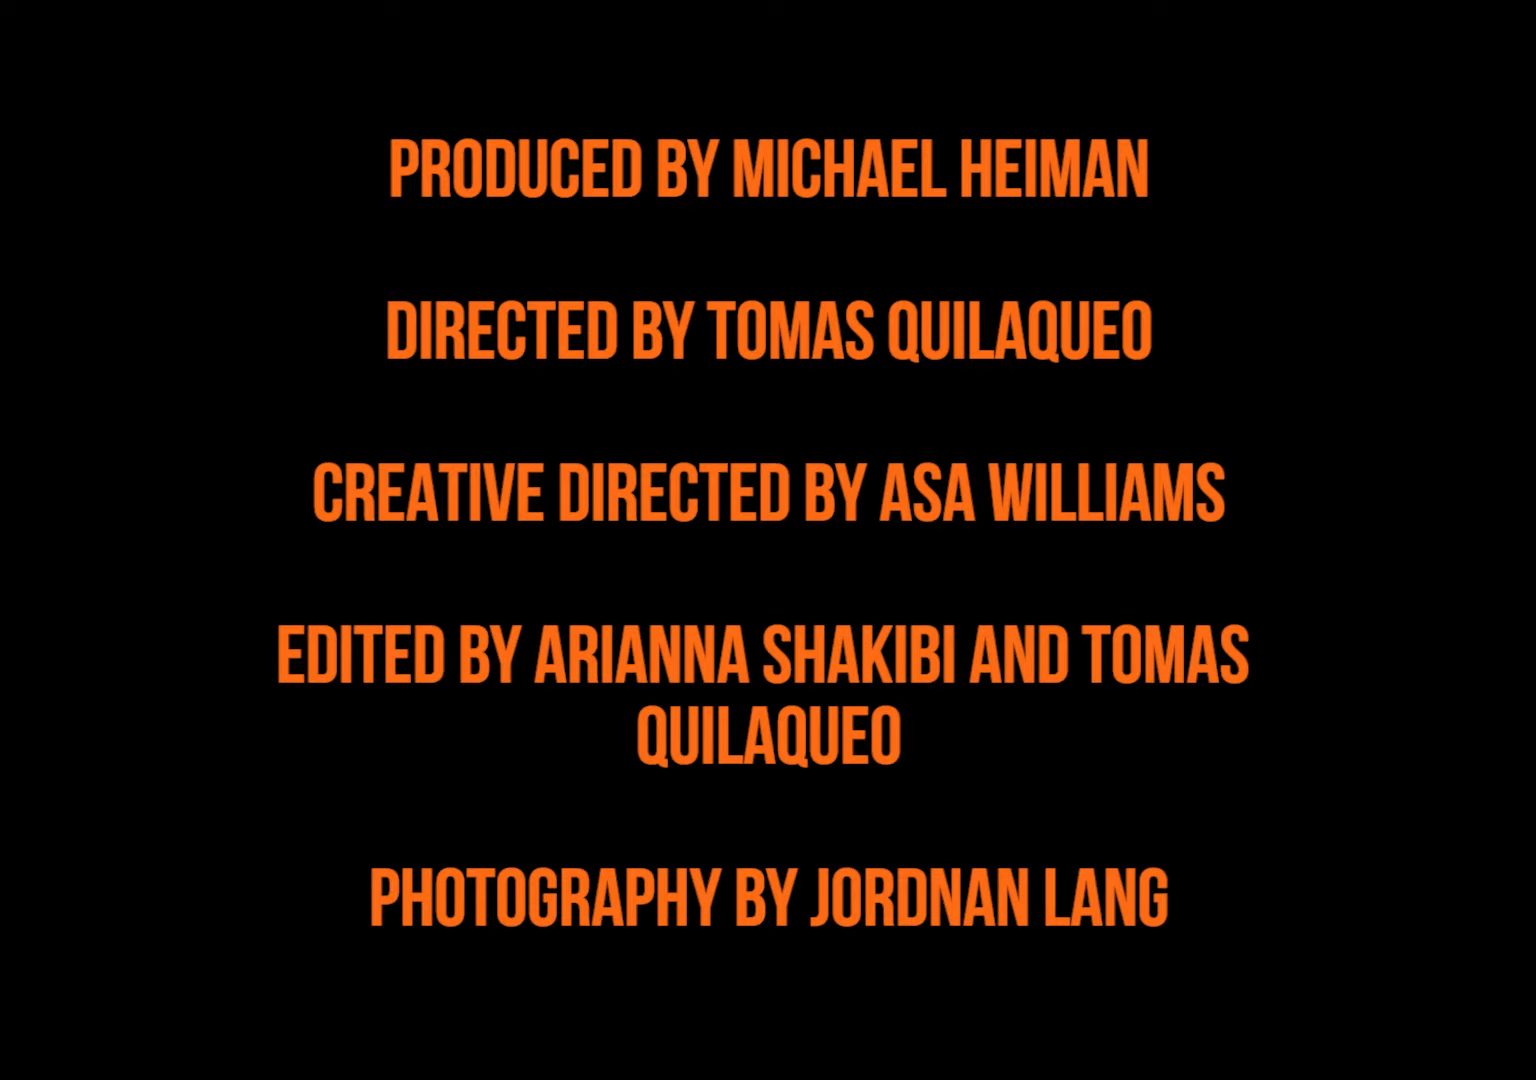 PRODUCED BY MICHAEL HEIMAN
DIRECTED BY TOMAS QUILAQUEO
CREATIVE DIRECTED BY ASA WILLIAMS
EDITED BY ARIANNA SHAKIBI AND TOMAS
QUILAQUEO
PHOTOGRAPHY BY JORDNAN LANG